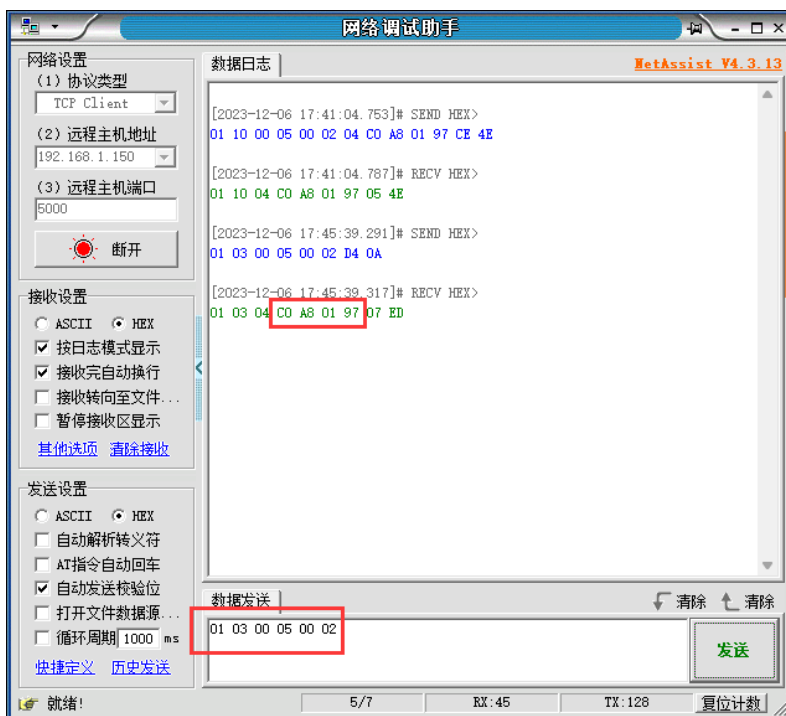 网络调试助手
网络设置
(1) 协议类型
TCP Client
(2) 远程主机地址
192.168.1.150
(3) 远程主机端口
5000
断开
接收设置
ASCII HEX
按日志模式显示
接收完自动换行
接收转向至文件...
暂停接收区显示
其他选项 清除接收
发送设置
ASCII HEX
自动解析转义符
AT指令自动回车
自动发送校验位
打开文件数据源...
循环周期 1000 ms
快捷定义 历史发送
数据日志
NetAssist V4.3.13
[2023-12-06 17:41:04.753]# SEND HEX>
01 10 00 05 00 02 04 C0 A8 01 97 CE 4E
[2023-12-06 17:41:04.787]# RECV HEX>
01 10 04 C0 A8 01 97 05 4E
[2023-12-06 17:45:39.291]# SEND HEX>
01 03 00 05 00 02 D4 0A
[2023-12-06 17:45:39.317]# RECV HEX>
01 03 04 C0 A8 01 97 07 ED
数据发送
清除 清除
01 03 00 05 00 02
发送
就绪! 5/7 RX:45 TX:128 复位计数